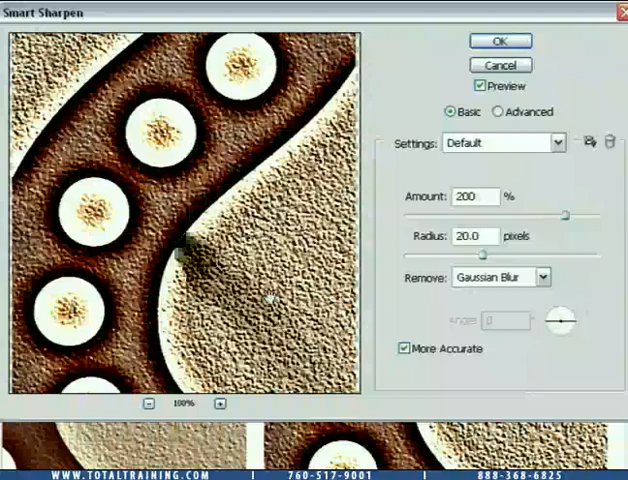 Smart Sharpen
OK
Cancel
Preview
Basic Advanced
Settings: Default
Amount: 200 %
Radius: 20.0 pixels
Remove: Gaussian Blur
Angle: 0 °
More Accurate
100%
WWW.TOTALTRAINING.COM | 760-517-9001 | 888-368-6825